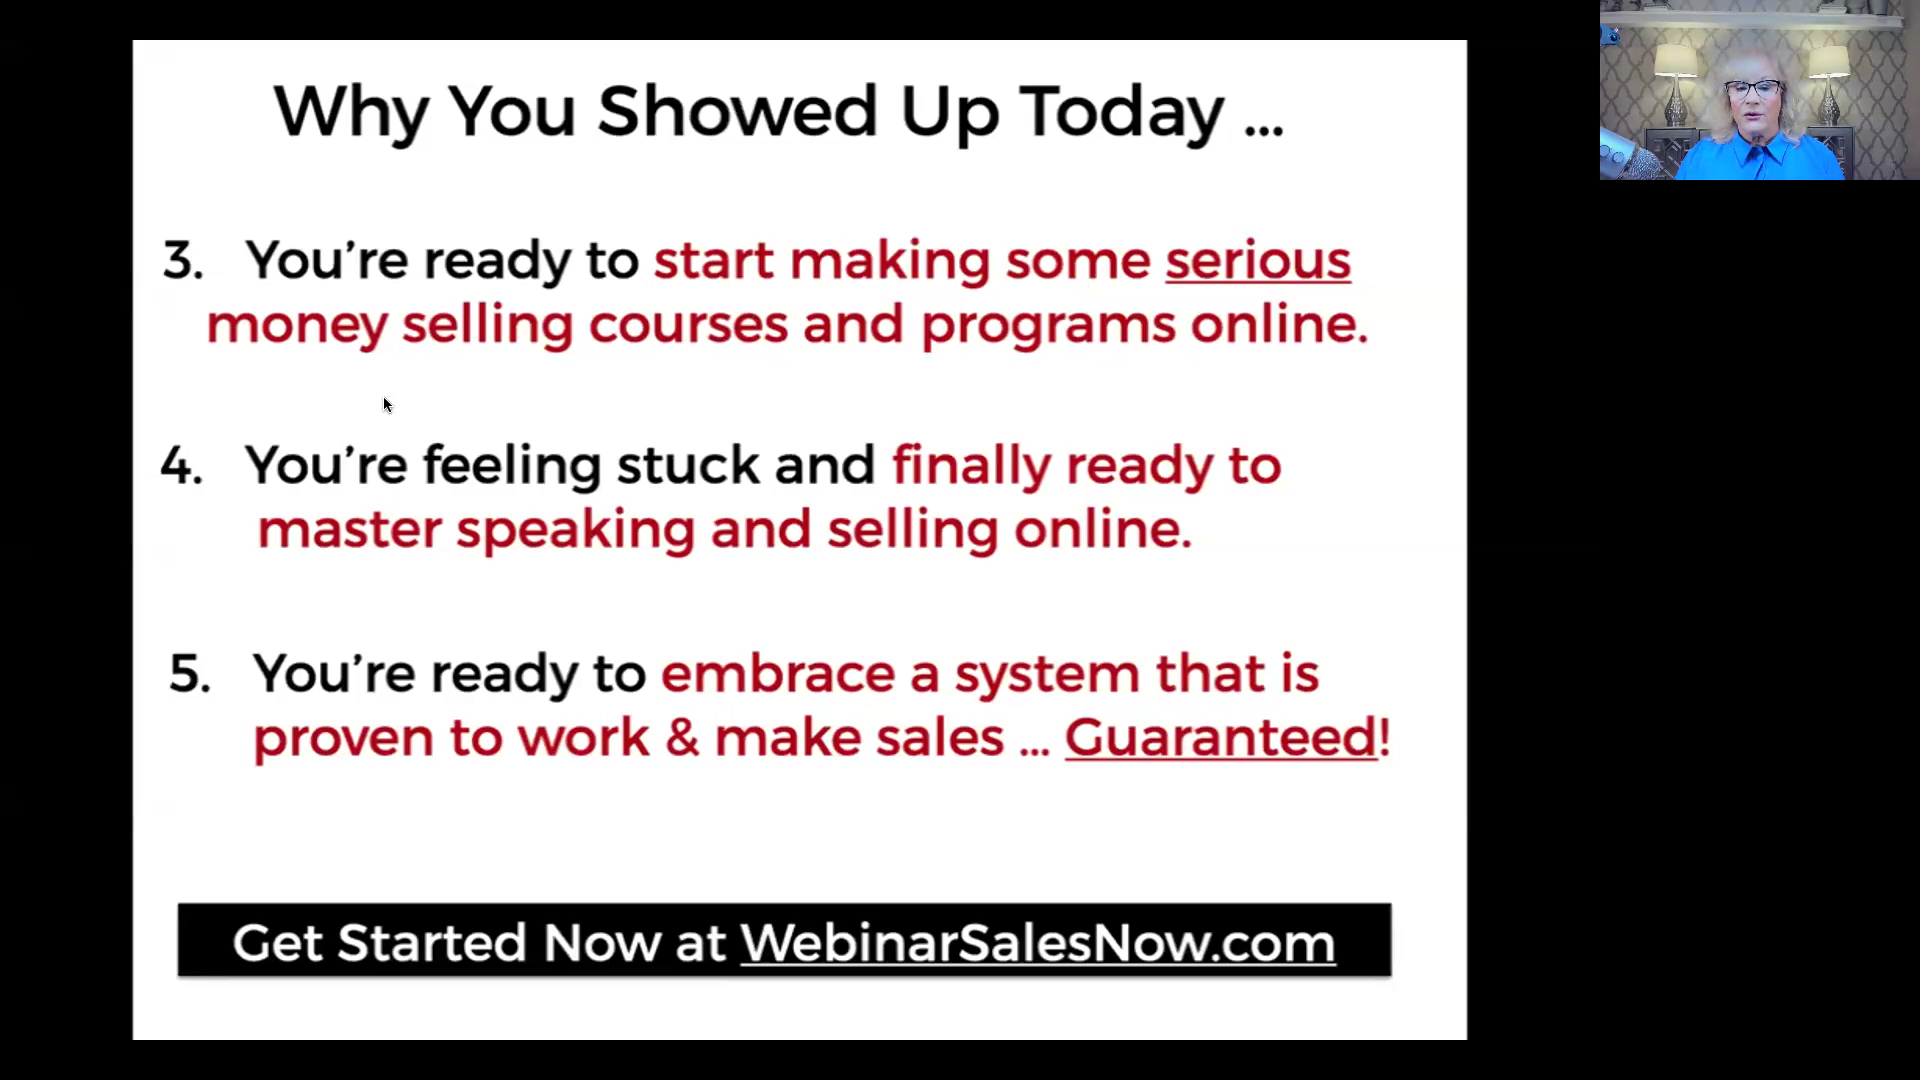 Why You Showed Up Today ...
3. You’re ready to start making some serious
money selling courses and programs online.
4. You’re feeling stuck and finally ready to
master speaking and selling online.
5. You’re ready to embrace a system that is
proven to work & make sales ... Guaranteed!
Get Started Now at WebinarSalesNow.com